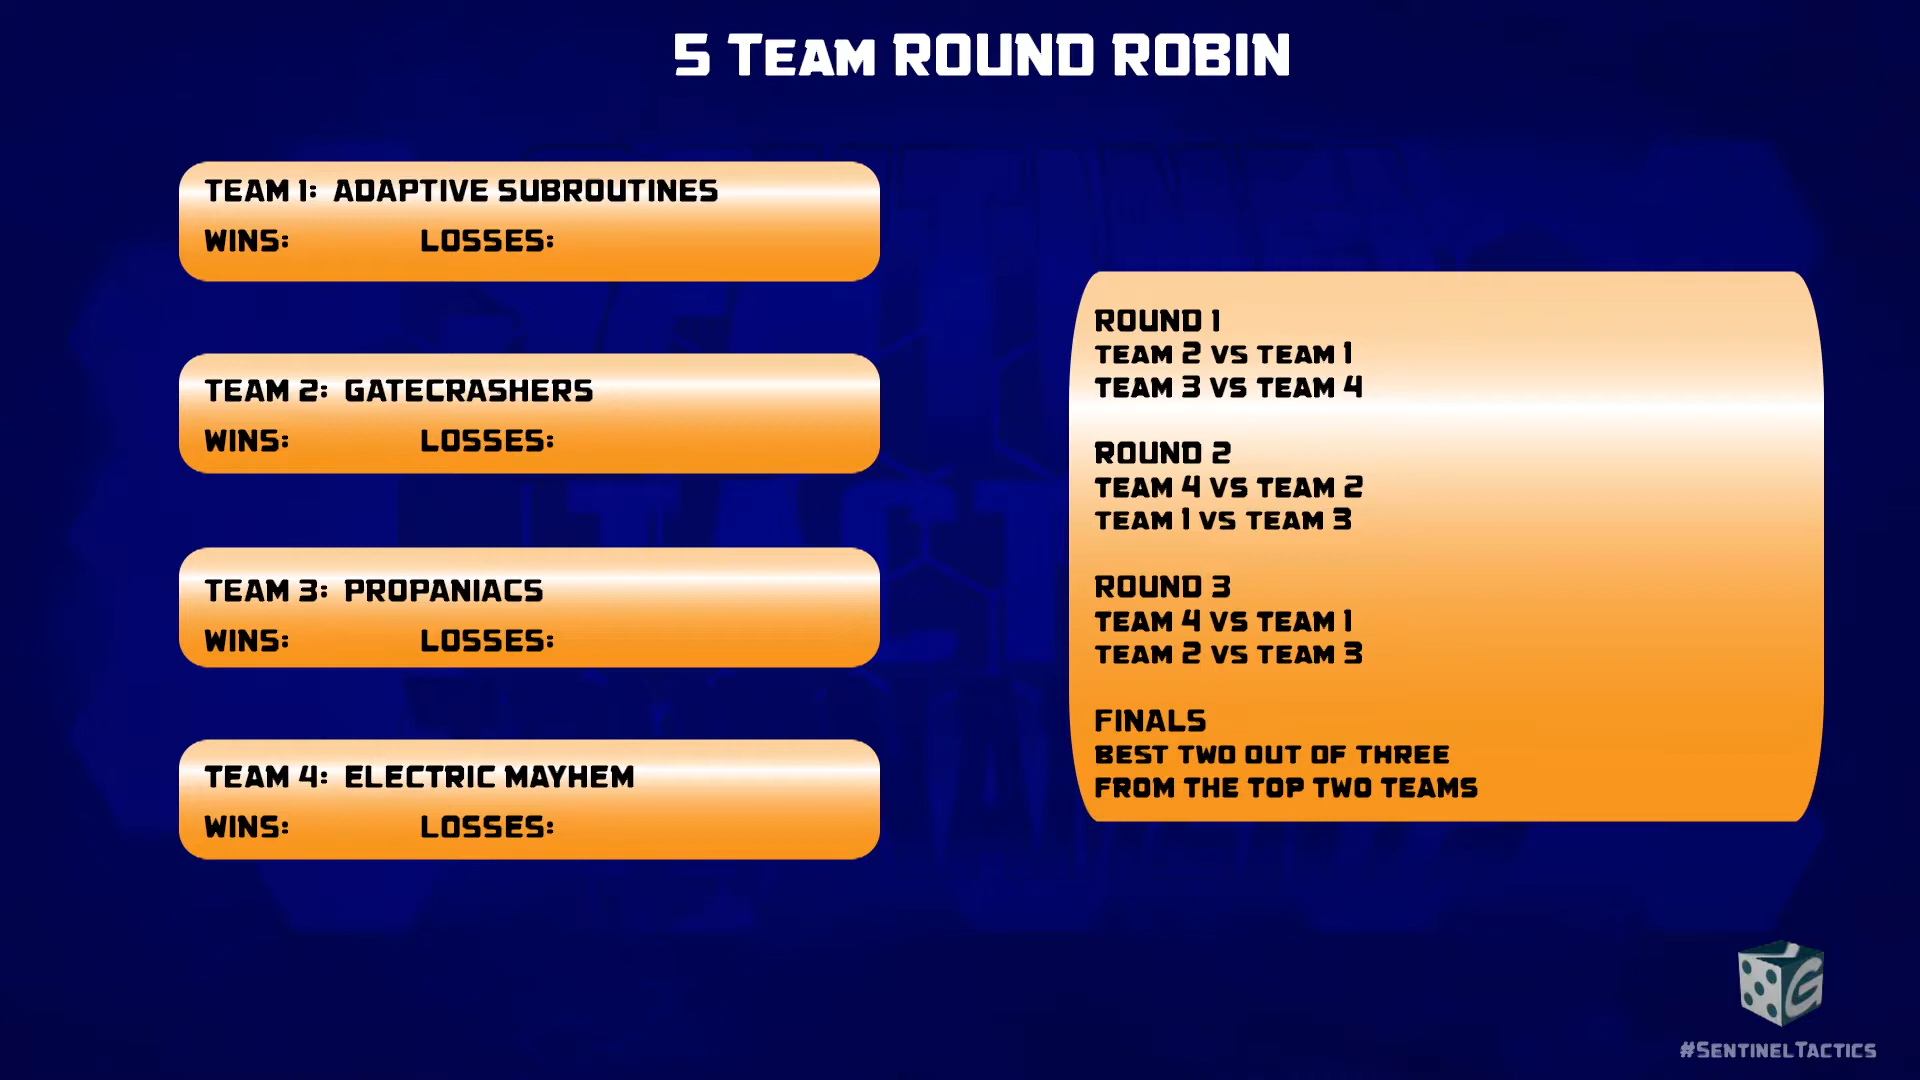 5 Team ROUND ROBIN
TEAM 1: ADAPTIVE SUBROUTINES
WINS: LOSSES:
TEAM 2: GATECRASHERS
WINS: LOSSES:
TEAM 3: PROPANIACS
WINS: LOSSES:
TEAM 4: ELECTRIC MAYHEM
WINS: LOSSES:
ROUND 1
TEAM 2 VS TEAM 1
TEAM 3 VS TEAM 4
ROUND 2
TEAM 4 VS TEAM 2
TEAM 1 VS TEAM 3
ROUND 3
TEAM 4 VS TEAM 1
TEAM 2 VS TEAM 3
FINALS
BEST TWO OUT OF THREE
FROM THE TOP TWO TEAMS
G
#SentinelTactics